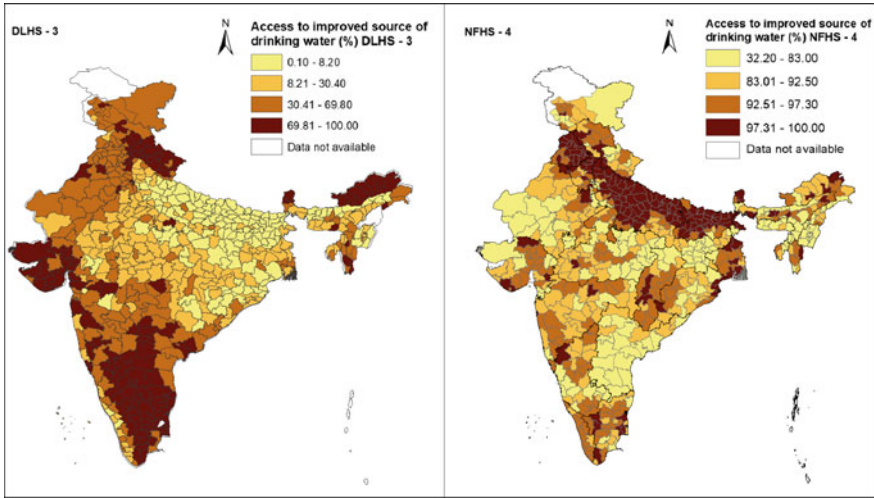 DLHS - 3
N
Access to improved source of
drinking water (%) DLHS - 3
0.10 - 8.20
8.21 - 30.40
30.41 - 69.80
69.81 - 100.00
Data not available
NFHS - 4
N
Access to improved source of
drinking water (%) NFHS - 4
32.20 - 83.00
83.01 - 92.50
92.51 - 97.30
97.31 - 100.00
Data not available